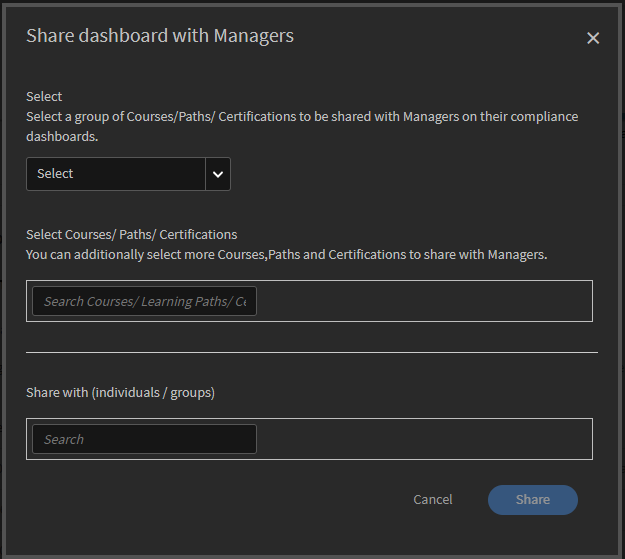 Share dashboard with Managers
Select
Select a group of Courses/Paths/ Certifications to be shared with Managers on their compliance
dashboards.
Select
Select Courses/ Paths/ Certifications
You can additionally select more Courses,Paths and Certifications to share with Managers.
Search Courses/ Learning Paths/ Ce
Share with (individuals / groups)
Search
Cancel
Share